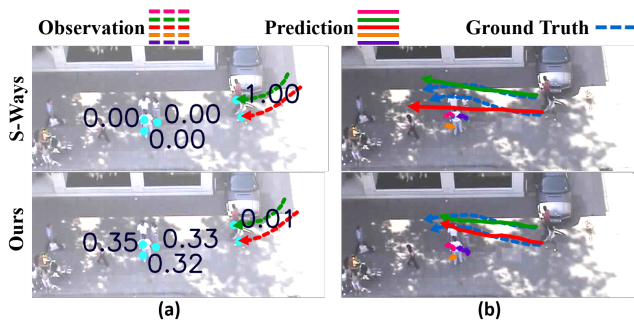 Observation Prediction Ground Truth
S-Ways
0.00 0.00 1.00
0.00
Ours
0.35 0.33 0.01
0.32
(a) (b)